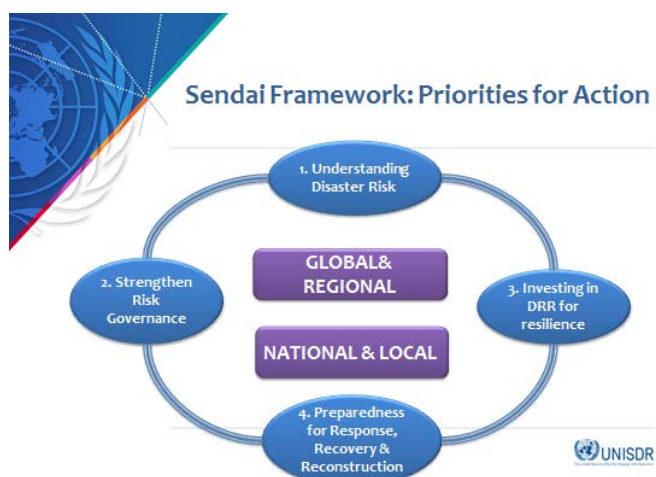 Sendai Framework: Priorities for Action
1. Understanding
Disaster Risk
GLOBAL&
REGIONAL
2. Strengthen
Risk
Governance
3. Investing in
DRR for
resilience
NATIONAL & LOCAL
4. Preparedness
for Response,
Recovery &
Reconstruction
UNISDR